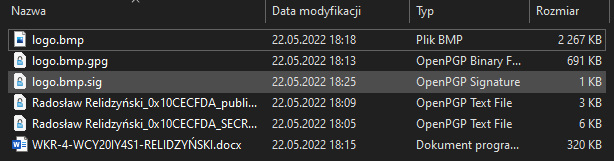 Nazwa Data modyfikacji Typ Rozmiar
logo.bmp 22.05.2022 18:18 Plik BMP 2 267 KB
logo.bmp.gpg 22.05.2022 18:13 OpenPGP Binary F... 691 KB
logo.bmp.sig 22.05.2022 18:25 OpenPGP Signature 1 KB
Radosław Relidzyński_0x10CECFDA_publi... 22.05.2022 18:09 OpenPGP Text File 3 KB
Radosław Relidzyński_0x10CECFDA_SECR... 22.05.2022 18:05 OpenPGP Text File 6 KB
WKR-4-WCY20IY4S1-RELIDZYŃSKI.docx 22.05.2022 18:15 Dokument progra... 320 KB